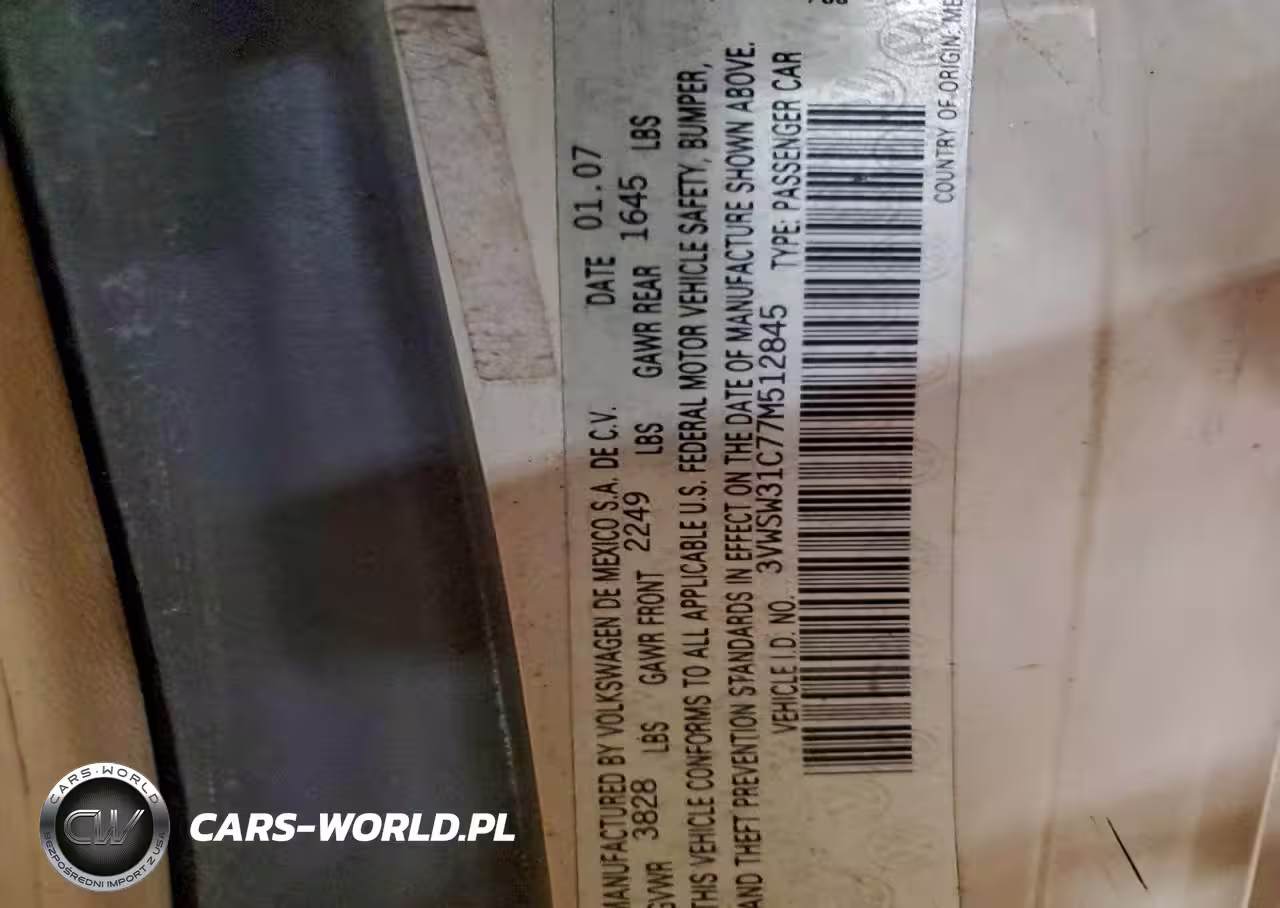 MANUFACTURED BY VOLKSWAGEN DE MEXICO S.A. DE C.V. DATE 01.07
GVWR 3828 LBS GAWR FRONT 2249 LBS GAWR REAR 1645 LBS
THIS VEHICLE CONFORMS TO ALL APPLICABLE U.S. FEDERAL MOTOR VEHICLE SAFETY, BUMPER,
AND THEFT PREVENTION STANDARDS IN EFFECT ON THE DATE OF MANUFACTURE SHOWN ABOVE.
VEHICLE I.D. NO. 3VWSW31C77M512845 TYPE: PASSENGER CAR
COUNTRY OF ORIGIN:
CARS-WORLD
CW
BEZPOŚREDNI IMPORT Z USA
CARS-WORLD.PL